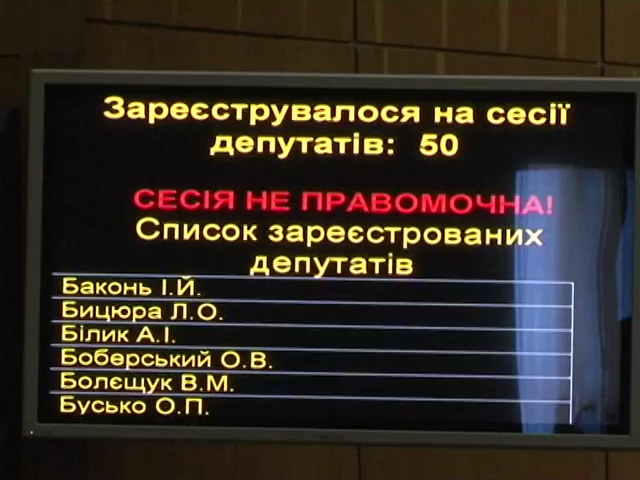 Зареєструвалося на сесії
депутатів: 50
СЕСІЯ НЕ ПРАВОМОЧНА!
Список зареєстрованих
депутатів
Баконь І.Й.
Бицюра Л.О.
Білик А.І.
Боберський О.В.
Болєщук В.М.
Бусько О.П.